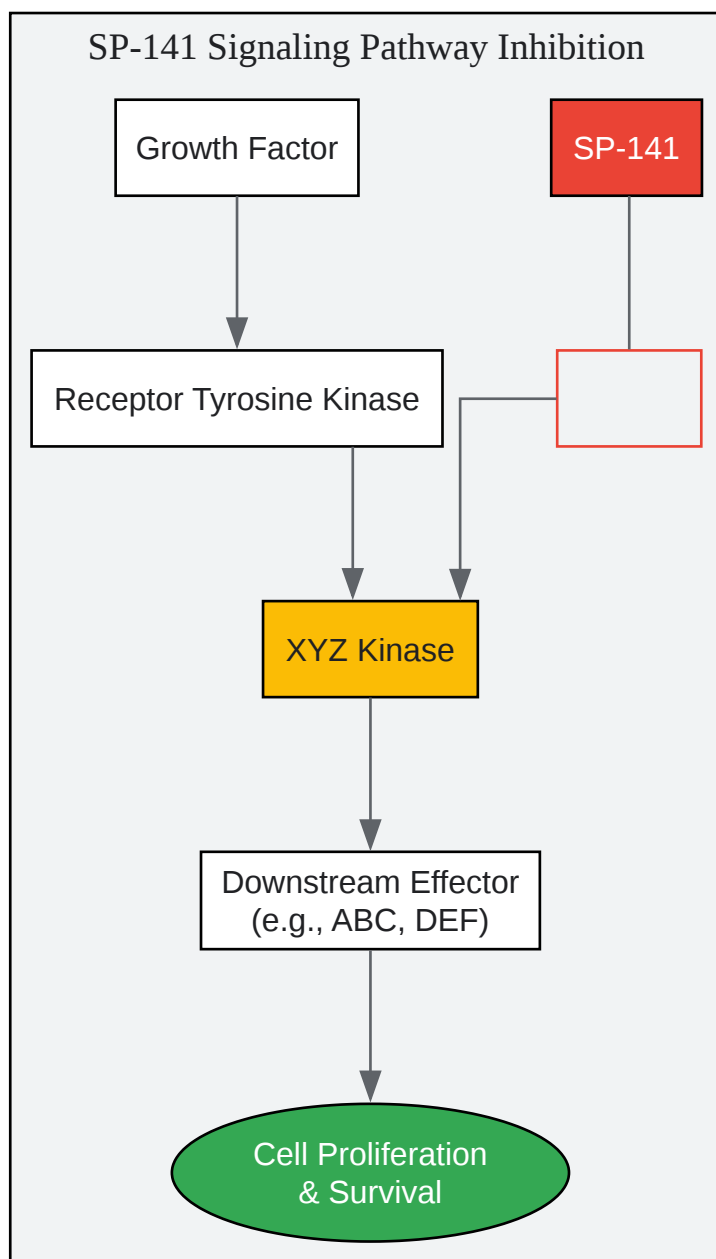 SP-141 Signaling Pathway Inhibition
Growth Factor
SP-141
Receptor Tyrosine Kinase
XYZ Kinase
Downstream Effector
(e.g., ABC, DEF)
Cell Proliferation
& Survival